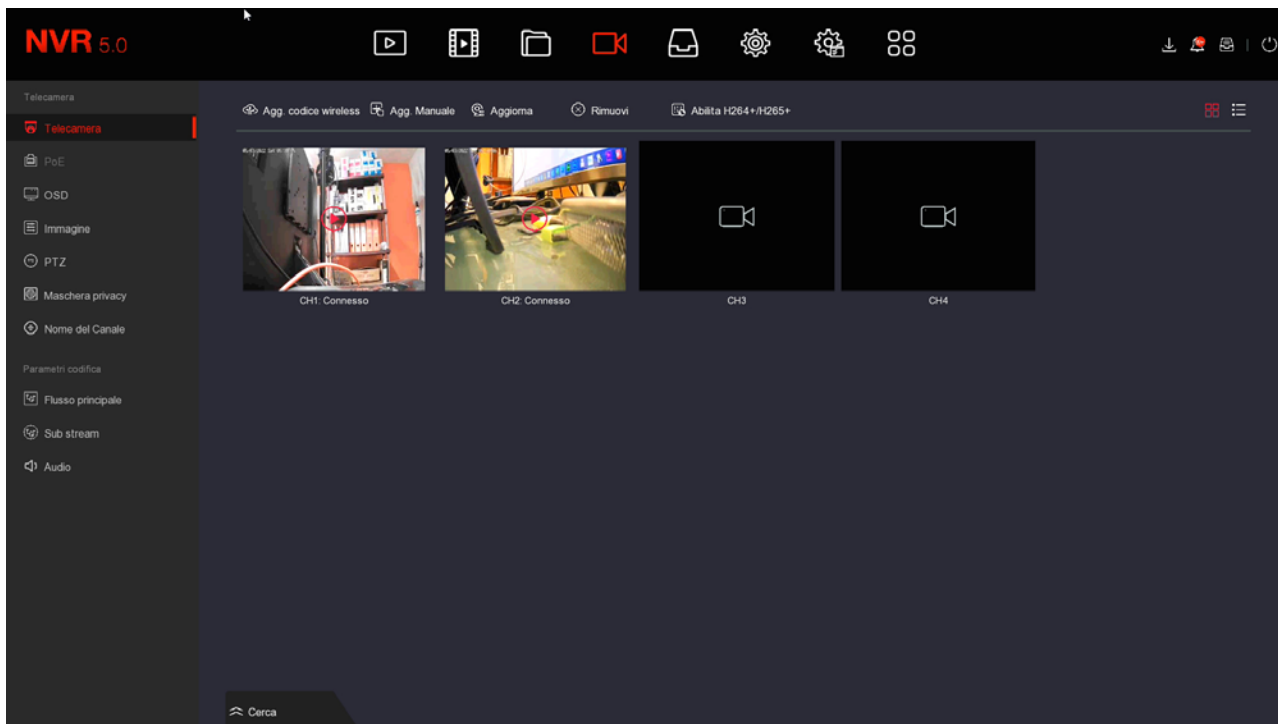 NVR 5.0
Telecamera
Telecamera
PoE
OSD
Immagine
PTZ
Maschera privacy
Nome del Canale
Parametri codifica
Flusso principale
Sub stream
Audio
Agg. codice wireless Agg. Manuale Aggiorna Rimuovi Abilita H264+/H265+
CH1: Connesso CH2: Connesso CH3 CH4
Cerca